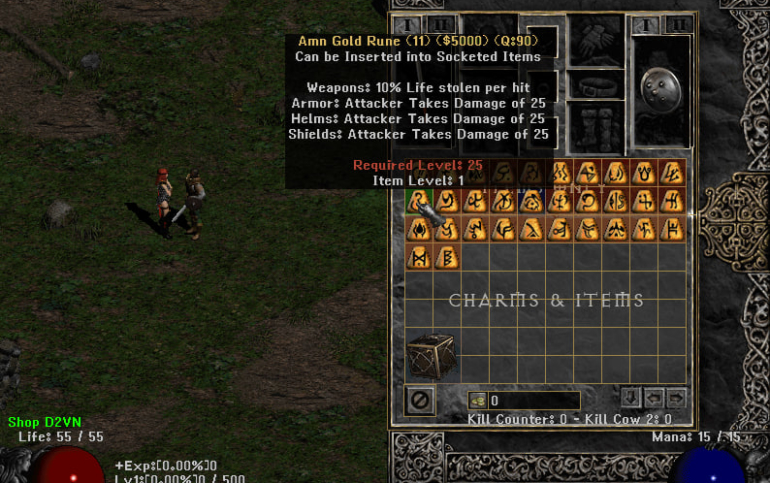 I II I II
Amn Gold Rune (11) ($5000) (Q:90)
Can be Inserted into Socketed Items
Weapons: 10% Life stolen per hit
Armor: Attacker Takes Damage of 25
Helms: Attacker Takes Damage of 25
Shields: Attacker Takes Damage of 25
Required Level: 25
Item Level: 1
CHARMS & ITEMS
0
Kill Counter: 0 - Kill Cow 2: 0
Shop D2VN
Life: 55 / 55
Mana: 15 / 15
+Exp:[0.00%]0
Lv1:[0.00%]0 / 500